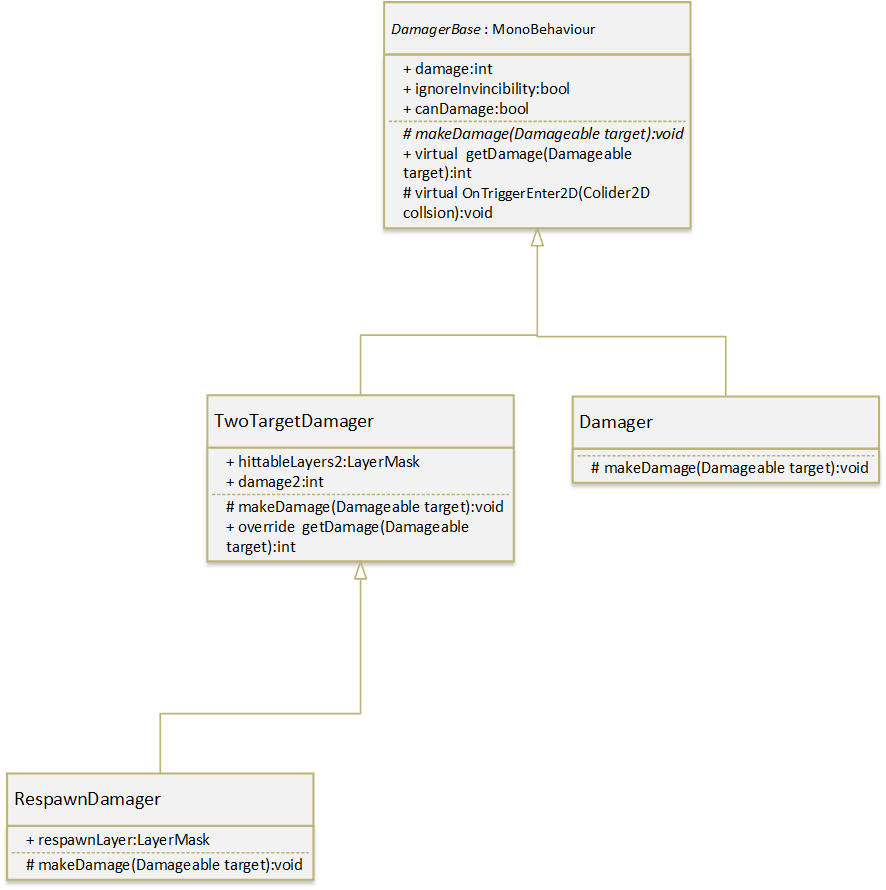 DamagerBase : MonoBehaviour
+ damage:int
+ ignoreInvincibility:bool
+ canDamage:bool
# makeDamage(Damageable target):void
+ virtual getDamage(Damageable
target):int
# virtual OnTriggerEnter2D(Colider2D
collsion):void
TwoTargetDamager
+ hittableLayers2:LayerMask
+ damage2:int
# makeDamage(Damageable target):void
+ override getDamage(Damageable
target):int
Damager
# makeDamage(Damageable target):void
RespawnDamager
+ respawnLayer:LayerMask
# makeDamage(Damageable target):void